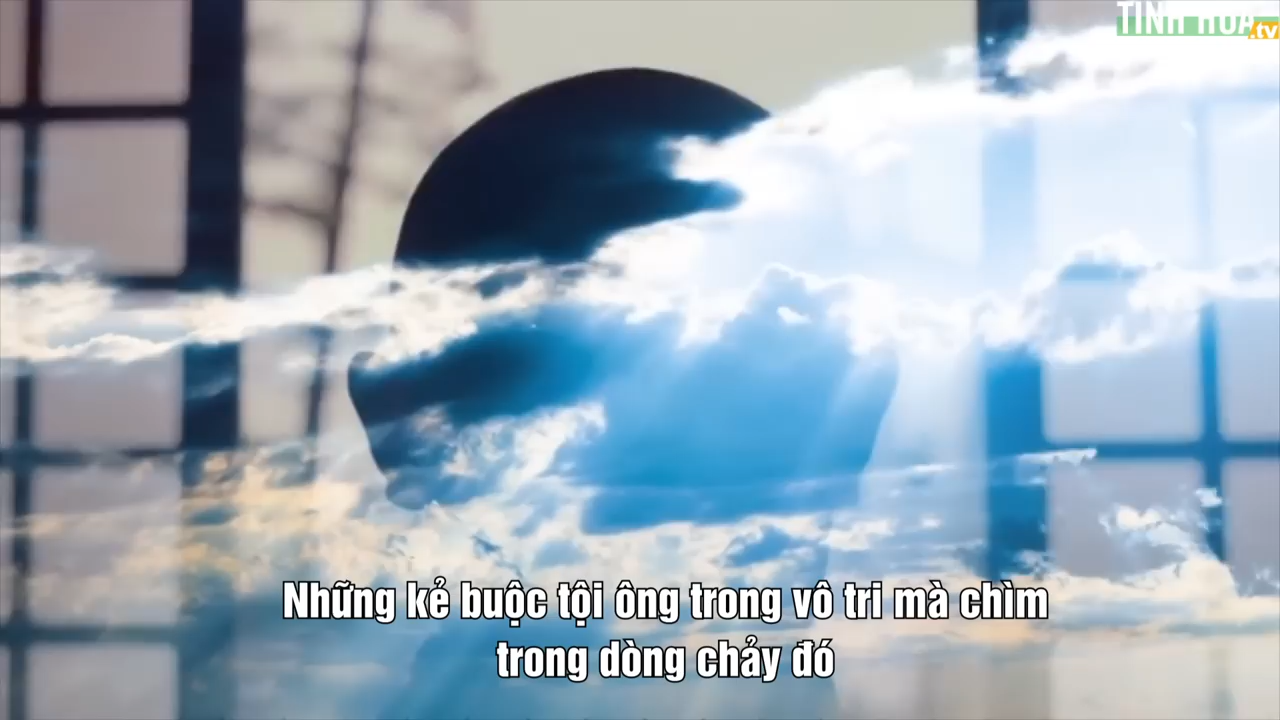 TINH HOA
.tv
Những kẻ buộc tội ông trong vô tri mà chìm
trong dòng chảy đó